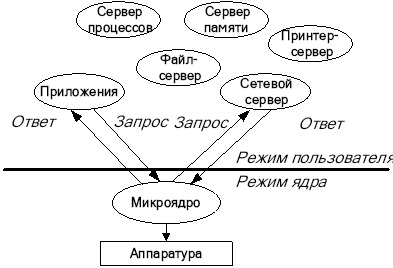 Сервер
процессов
Сервер
памяти
Принтер-
сервер
Файл-
сервер
Приложения
Сетевой
сервер
Ответ
Запрос
Запрос
Ответ
Режим пользователя
Режим ядра
Микроядро
Аппаратура